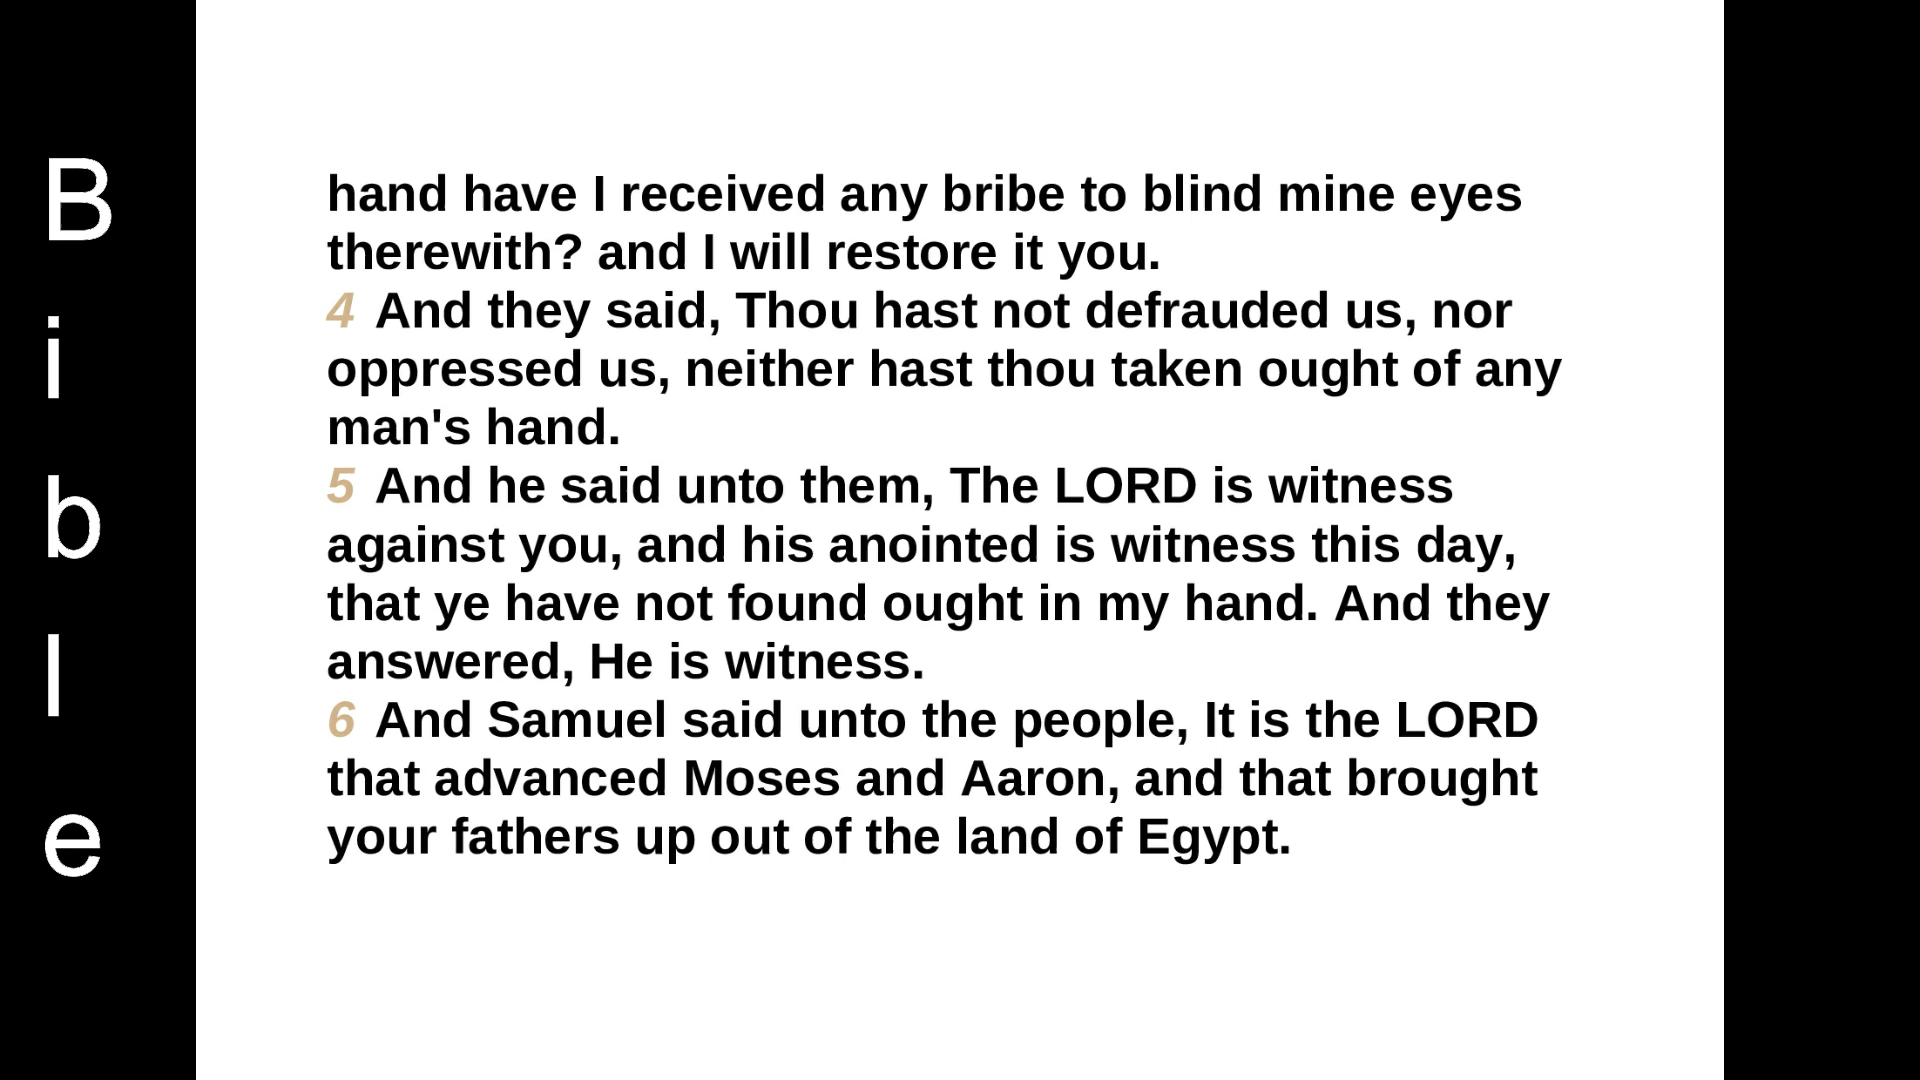 Bible
hand have I received any bribe to blind mine eyes
therewith? and I will restore it you.
4 And they said, Thou hast not defrauded us, nor
oppressed us, neither hast thou taken ought of any
man's hand.
5 And he said unto them, The LORD is witness
against you, and his anointed is witness this day,
that ye have not found ought in my hand. And they
answered, He is witness.
6 And Samuel said unto the people, It is the LORD
that advanced Moses and Aaron, and that brought
your fathers up out of the land of Egypt.